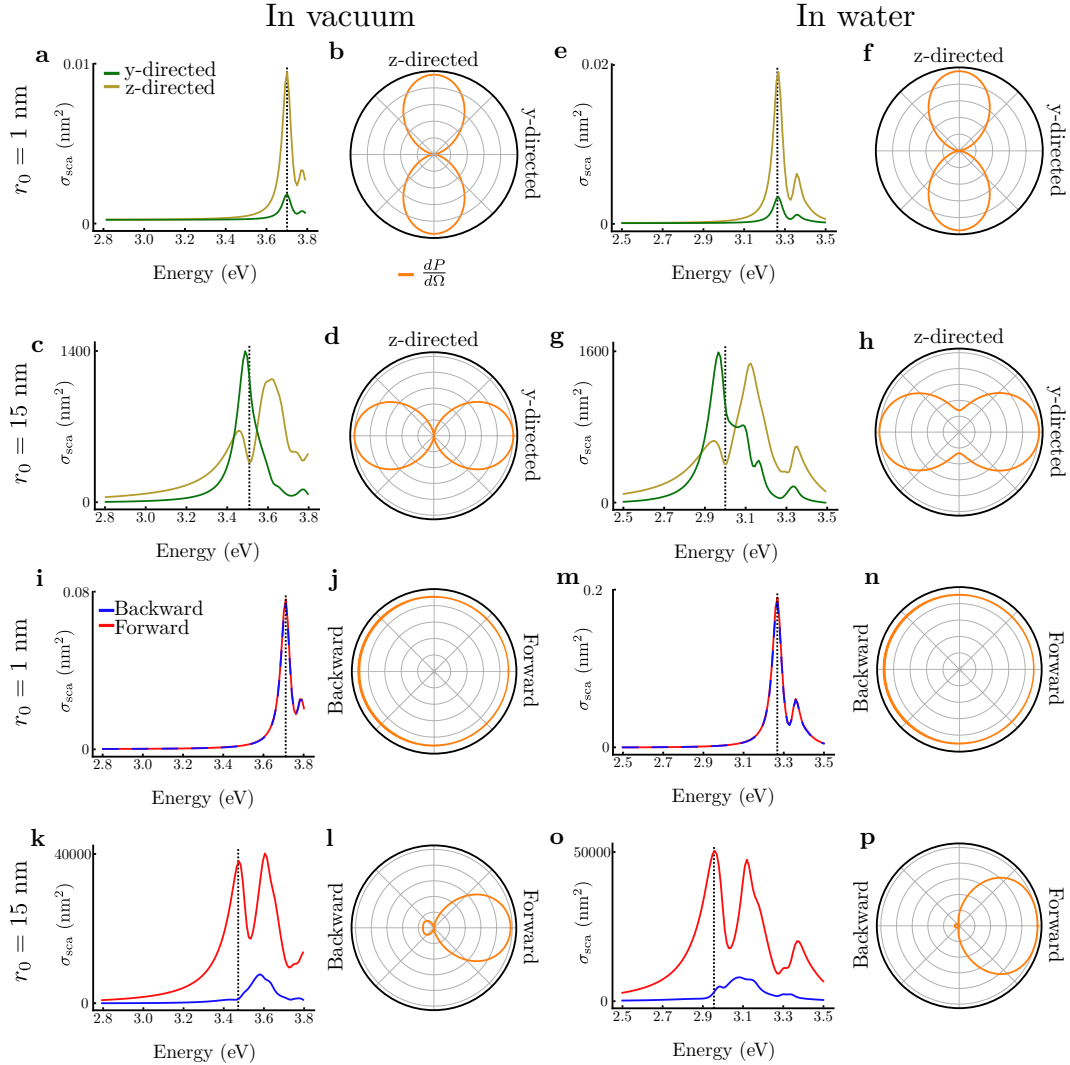 In vacuum
In water
r₀ = 1 nm
a
0.01
0
σsca (nm²)
y-directed
z-directed
2.8 3.0 3.2 3.4 3.6 3.8
Energy (eV)
b
z-directed
y-directed
dP/dΩ
e
0.02
0
σsca (nm²)
2.5 2.7 2.9 3.1 3.3 3.5
Energy (eV)
f
z-directed
y-directed
r₀ = 15 nm
c
1400
0
σsca (nm²)
2.8 3.0 3.2 3.4 3.6 3.8
Energy (eV)
d
z-directed
y-directed
g
1600
0
σsca (nm²)
2.5 2.7 2.9 3.1 3.3 3.5
Energy (eV)
h
z-directed
y-directed
r₀ = 1 nm
i
0.08
0
σsca (nm²)
Backward
Forward
2.8 3.0 3.2 3.4 3.6 3.8
Energy (eV)
j
Backward
Forward
m
0.2
0
σsca (nm²)
2.5 2.7 2.9 3.1 3.3 3.5
Energy (eV)
n
Backward
Forward
r₀ = 15 nm
k
40000
0
σsca (nm²)
2.8 3.0 3.2 3.4 3.6 3.8
Energy (eV)
l
Backward
Forward
o
50000
0
σsca (nm²)
2.5 2.7 2.9 3.1 3.3 3.5
Energy (eV)
p
Backward
Forward